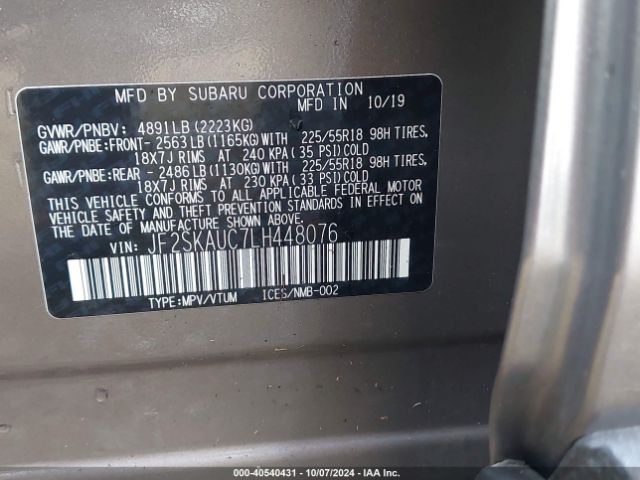 MFD BY SUBARU CORPORATION
MFD IN 10/19
GVWR/PNBV: 4891LB(2223KG)
GAWR/PNBE:FRONT- 2563LB(1165KG)WITH 225/55R18 98H TIRES,
18X7J RIMS AT 240 KPA(35 PSI)COLD
GAWR/PNBE:REAR - 2486LB(1130KG)WITH 225/55R18 98H TIRES,
18X7J RIMS AT 230 KPA(33 PSI)COLD
THIS VEHICLE CONFORMS TO ALL APPLICABLE FEDERAL MOTOR
VEHICLE SAFETY AND BUMPER STANDARDS IN EFFECT ON
THE DATE OF MANUFACTURE SHOWN ABOVE.
VIN: JF2SKAUC7LH448076
TYPE:MPV/VTUM ICES/NMB-002
000-40540431 - 10/07/2024 - IAA Inc.